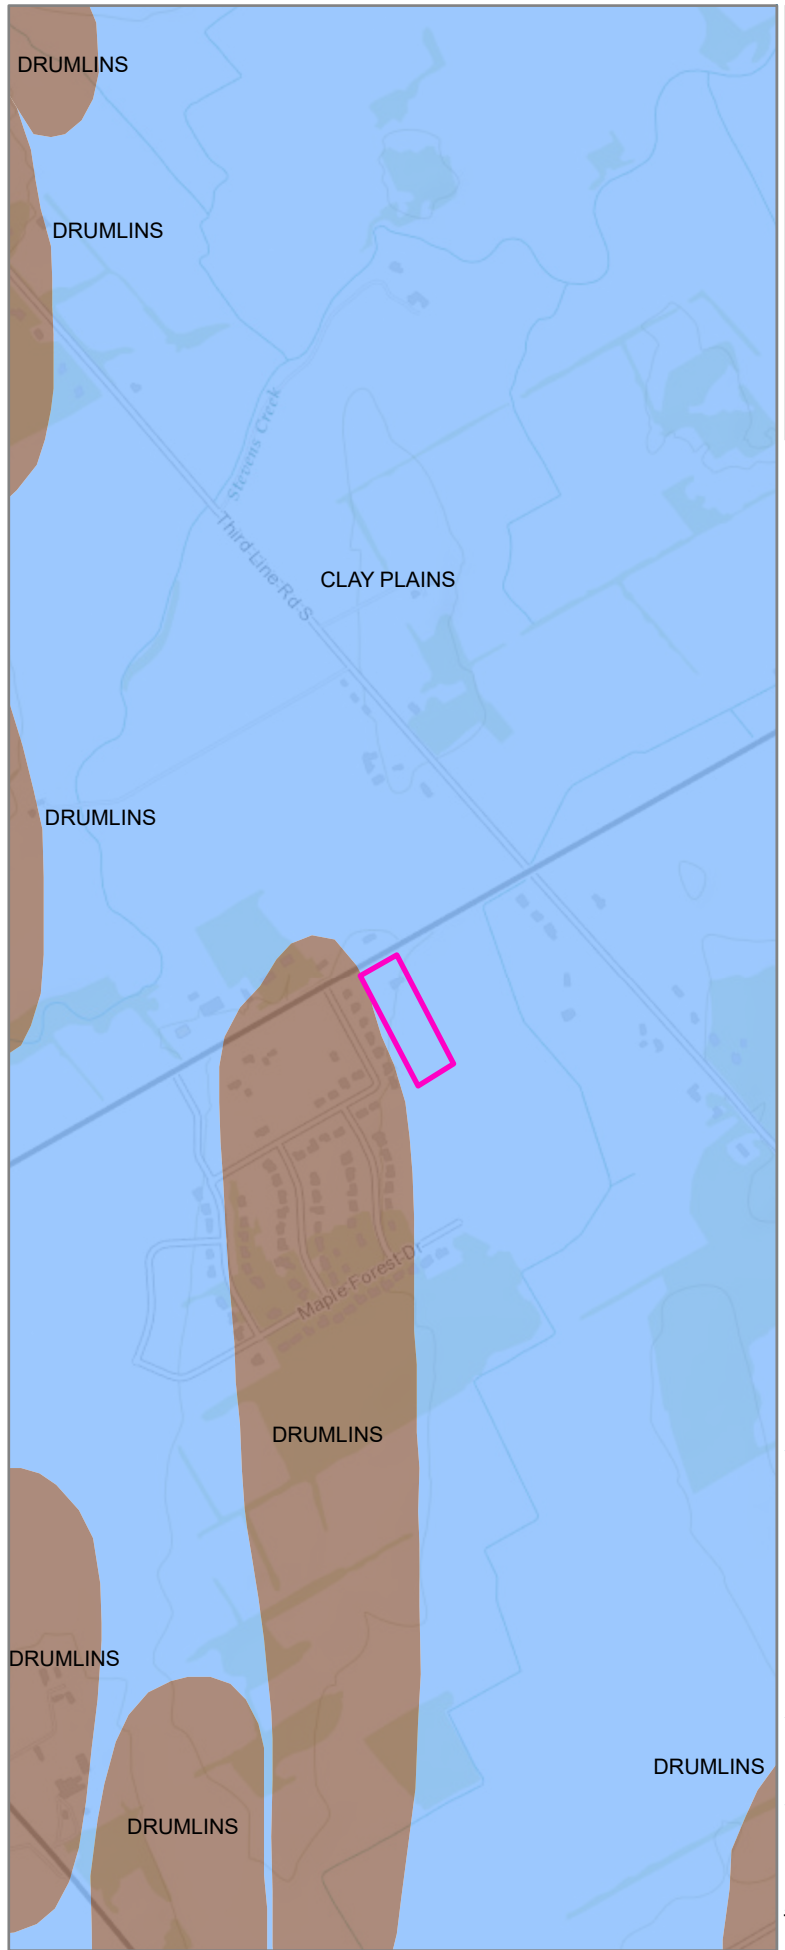 DRUMLINS
DRUMLINS
Stevens Creek
Third Line Rd S
CLAY PLAINS
DRUMLINS
Maple Forest Dr
DRUMLINS
DRUMLINS
DRUMLINS
DRUMLINS